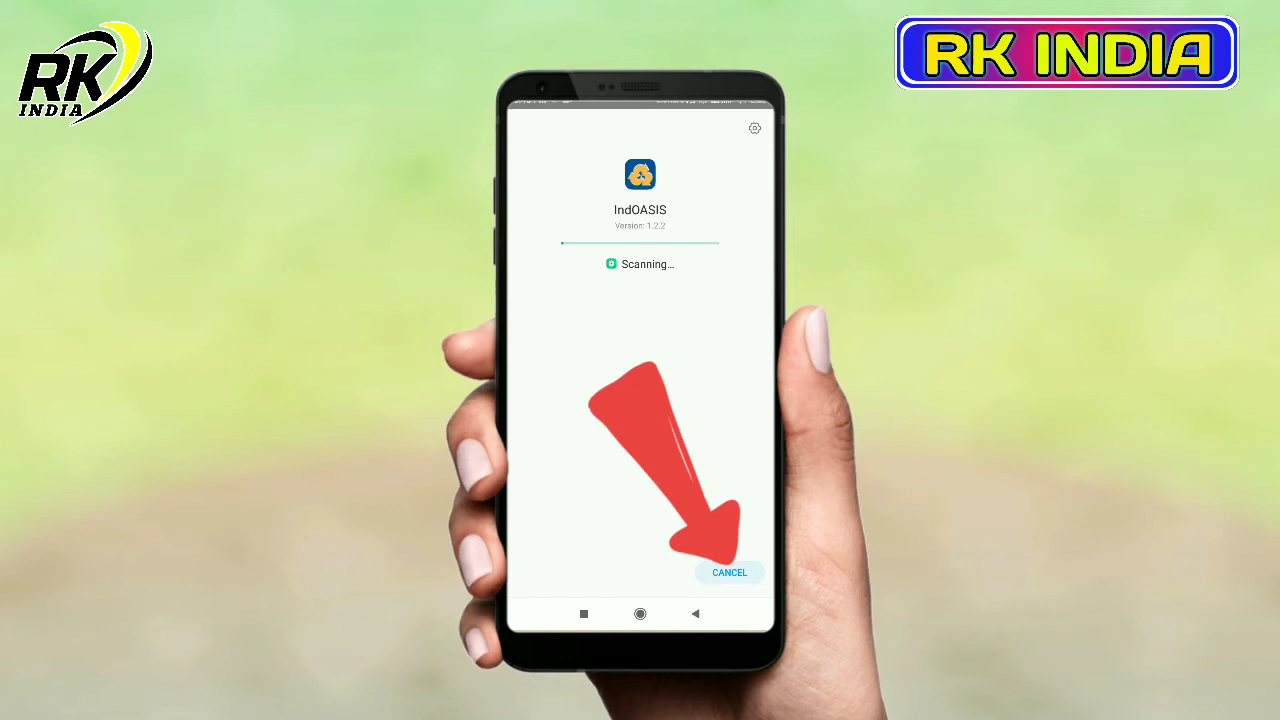 RK
INDIA
RK INDIA
IndOASIS
Version: 1.2.2
Scanning...
CANCEL